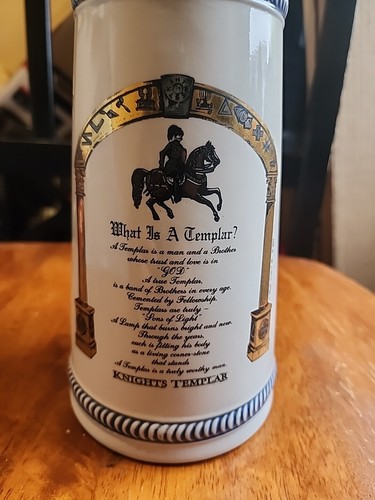 What Is A Templar?
A Templar is a man and a Brother
whose trust and love is in
"GOD"
A true Templar,
is a band of Brothers in every age.
Cemented by Fellowship.
Templars are truly -
"Sons of Light"
A Lamp that burns bright and new.
Through the years,
each is fitting his body
as a living corner-stone
that stands
A Templar is a truly worthy man.
KNIGHTS TEMPLAR